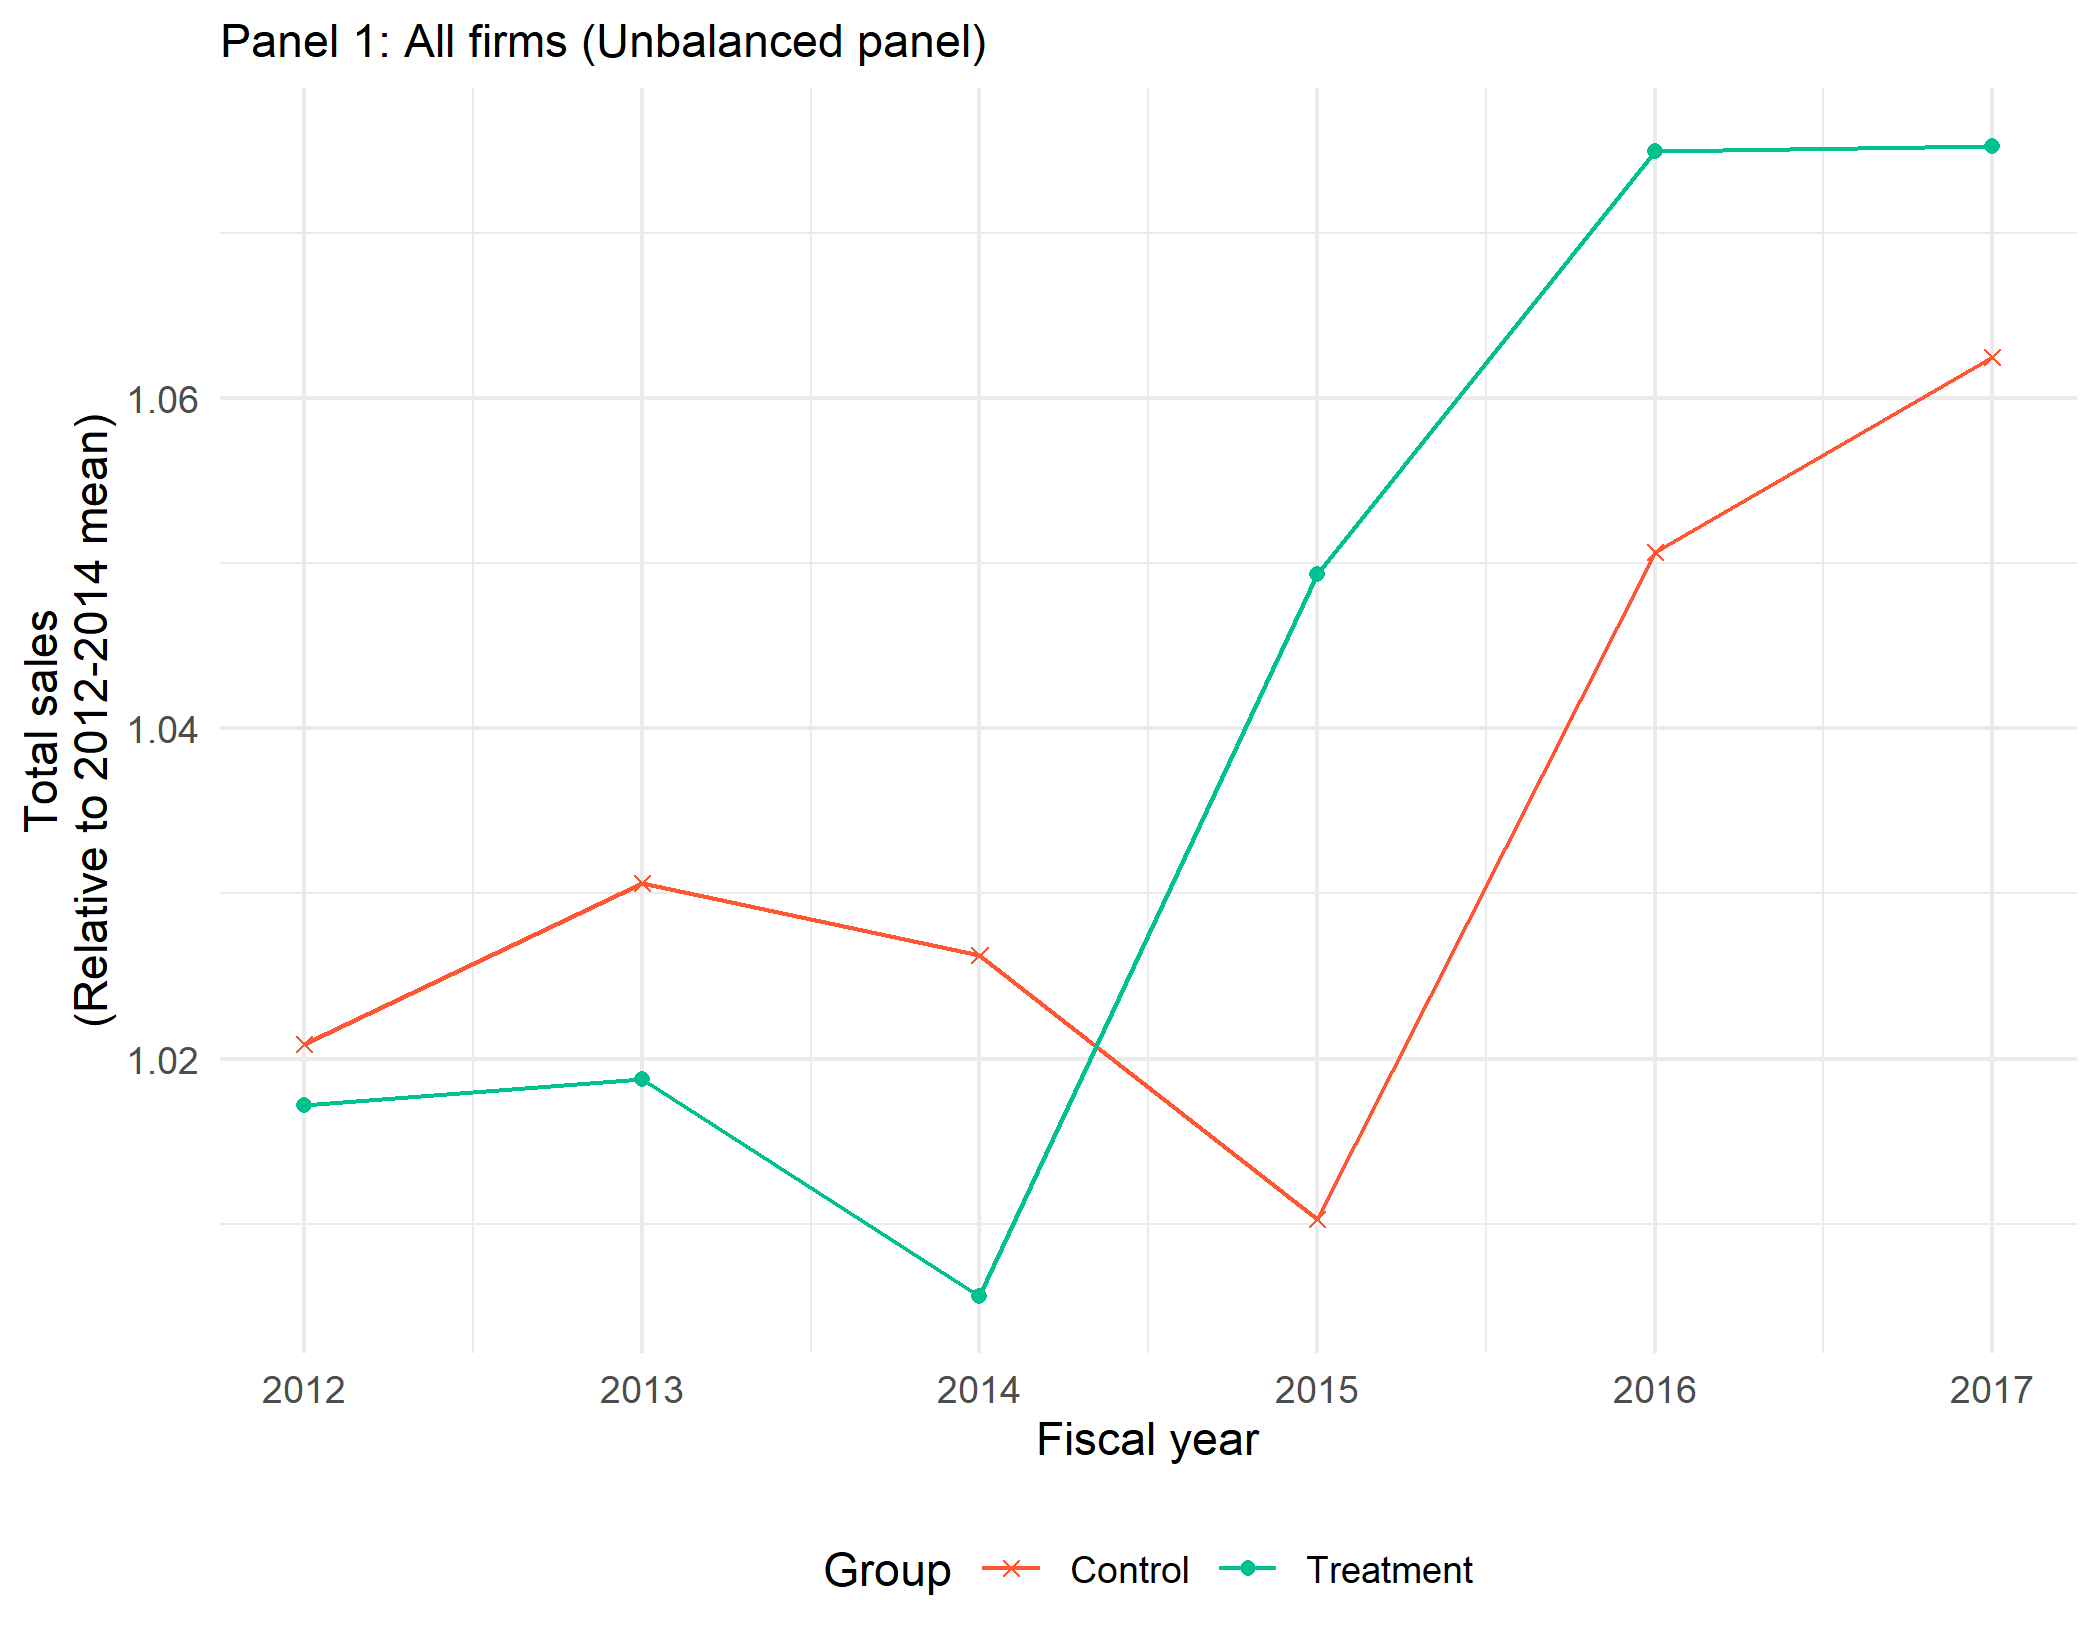 Panel 1: All firms (Unbalanced panel)
Total sales
(Relative to 2012-2014 mean)
1.06
1.04
1.02
2012 2013 2014 2015 2016 2017
Fiscal year
Group Control Treatment